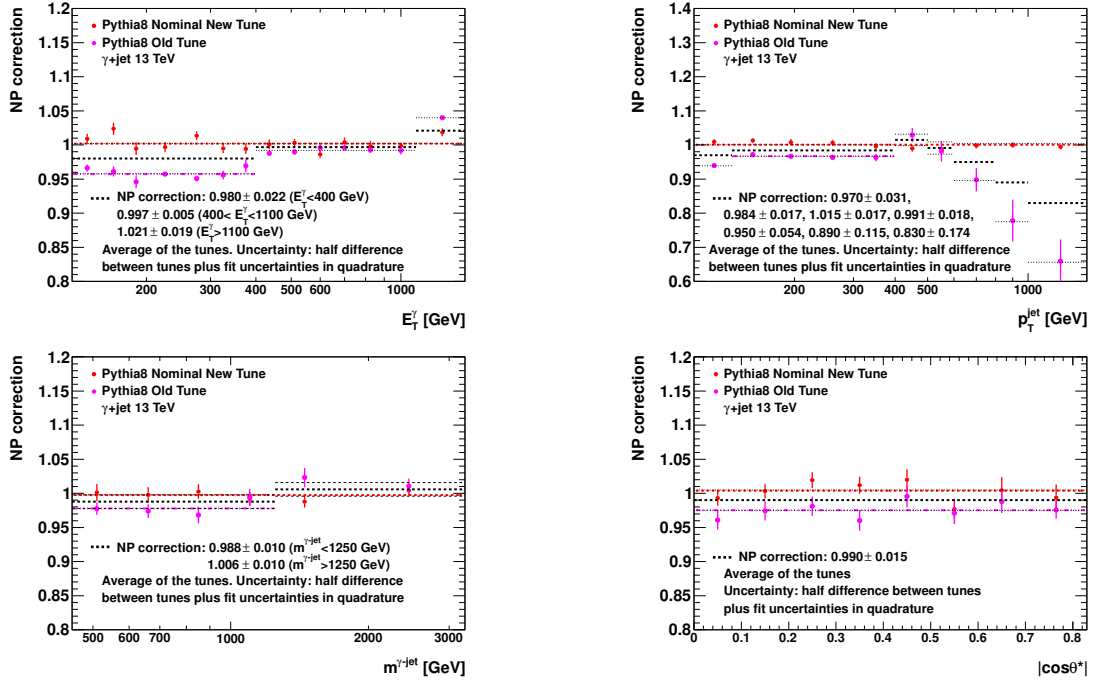 NP correction
1.2
1.15
1.1
1.05
1
0.95
0.9
0.85
0.8
Pythia8 Nominal New Tune
Pythia8 Old Tune
γ+jet 13 TeV
NP correction: 0.980 ± 0.022 (E_T^γ<400 GeV)
0.997 ± 0.005 (400< E_T^γ<1100 GeV)
1.021 ± 0.019 (E_T^γ>1100 GeV)
Average of the tunes. Uncertainty: half difference
between tunes plus fit uncertainties in quadrature
200 300 400 500 600 1000
E_T^γ [GeV]
NP correction
1.4
1.3
1.2
1.1
1
0.9
0.8
0.7
0.6
Pythia8 Nominal New Tune
Pythia8 Old Tune
γ+jet 13 TeV
NP correction: 0.970 ± 0.031,
0.984 ± 0.017, 1.015 ± 0.017, 0.991 ± 0.018,
0.950 ± 0.054, 0.890 ± 0.115, 0.830 ± 0.174
Average of the tunes. Uncertainty: half difference
between tunes plus fit uncertainties in quadrature
200 300 400 500 1000
p_T^jet [GeV]
NP correction
1.2
1.15
1.1
1.05
1
0.95
0.9
0.85
0.8
Pythia8 Nominal New Tune
Pythia8 Old Tune
γ+jet 13 TeV
NP correction: 0.988 ± 0.010 (m^γ-jet<1250 GeV)
1.006 ± 0.010 (m^γ-jet>1250 GeV)
Average of the tunes. Uncertainty: half difference
between tunes plus fit uncertainties in quadrature
500 600 700 1000 2000 3000
m^γ-jet [GeV]
NP correction
1.2
1.15
1.1
1.05
1
0.95
0.9
0.85
0.8
Pythia8 Nominal New Tune
Pythia8 Old Tune
γ+jet 13 TeV
NP correction: 0.990 ± 0.015
Average of the tunes
Uncertainty: half difference between tunes
plus fit uncertainties in quadrature
0 0.1 0.2 0.3 0.4 0.5 0.6 0.7 0.8
|cosθ*|